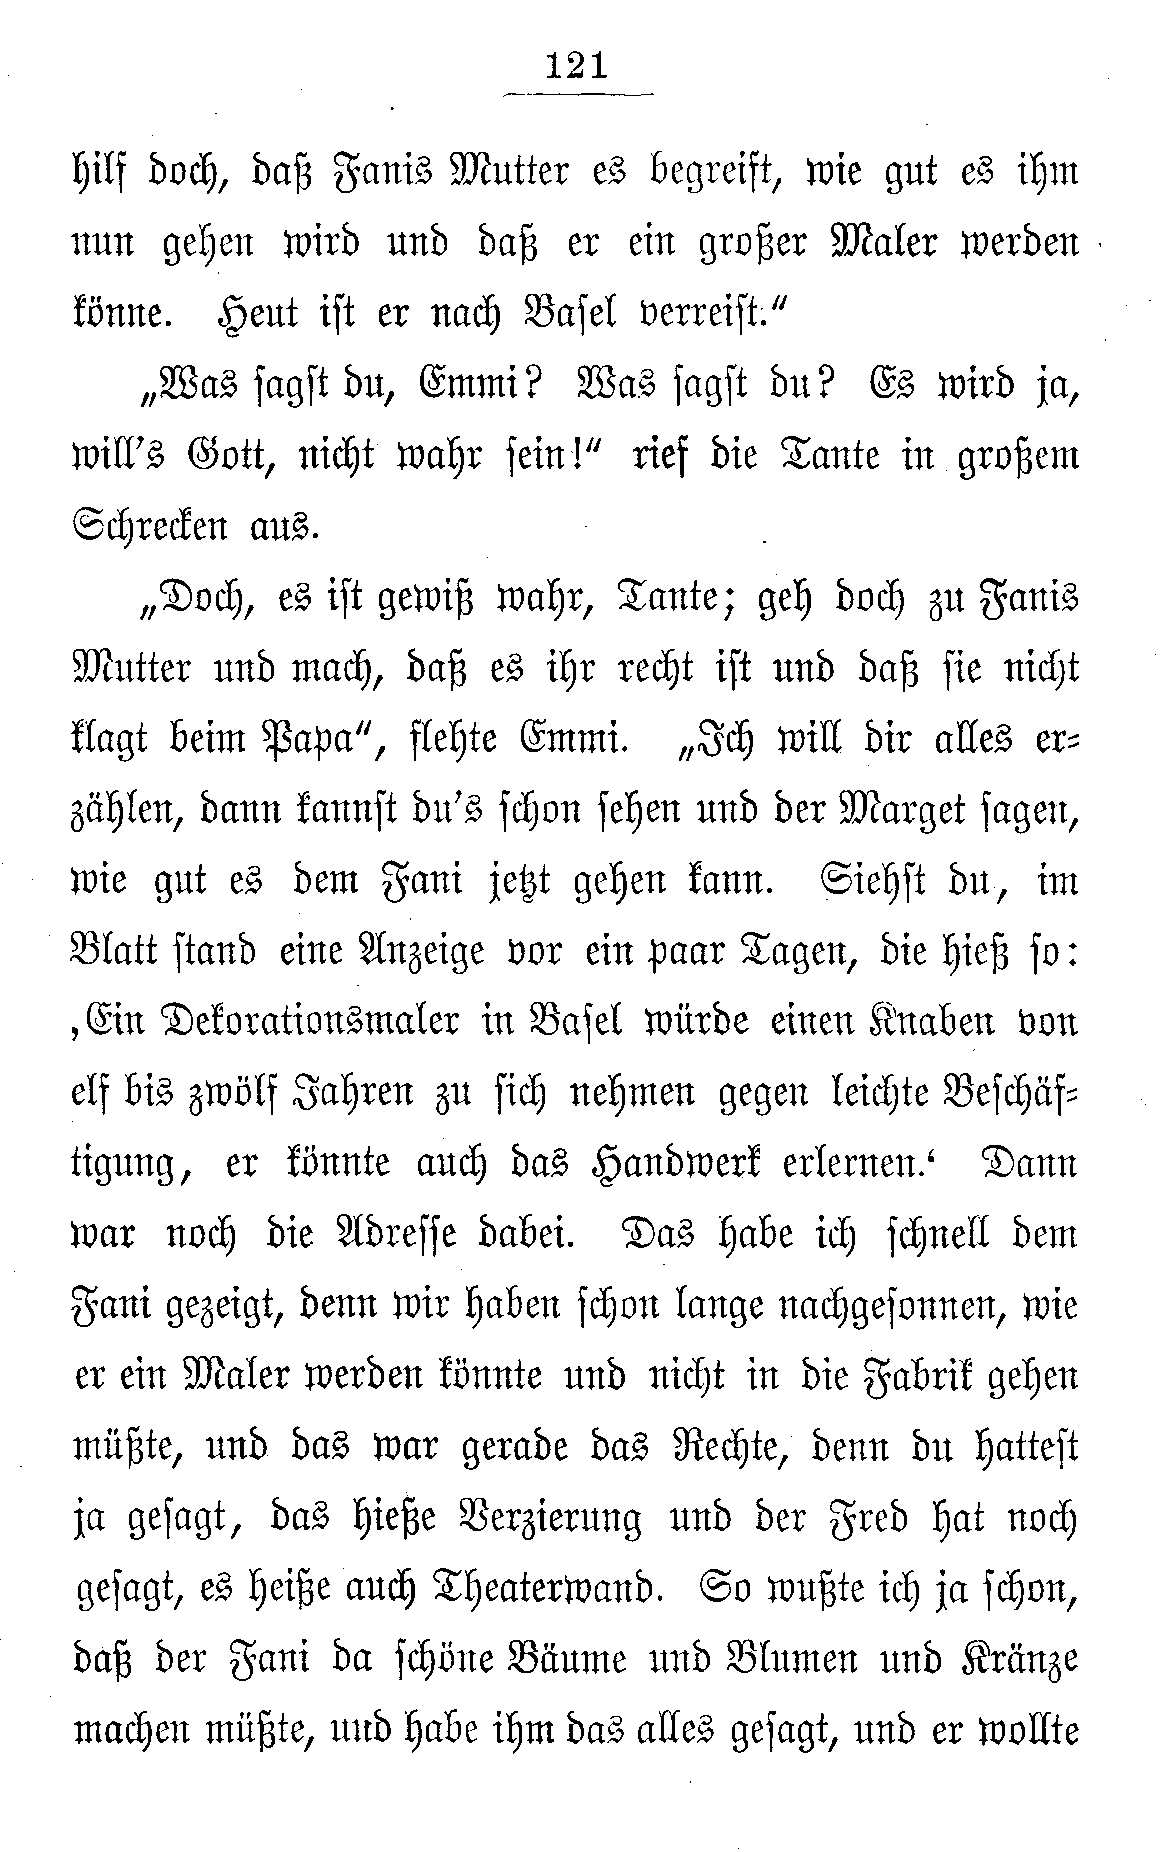 121
hilf doch, daß Fanis Mutter es begreift, wie gut es ihm
nun gehen wird und daß er ein großer Maler werden
könne. Heut ist er nach Basel verreist.“
„Was sagst du, Emmi? Was sagst du? Es wird ja,
will's Gott, nicht wahr sein!“ rief die Tante in großem
Schrecken aus.
„Doch, es ist gewiß wahr, Tante; geh doch zu Fanis
Mutter und mach, daß es ihr recht ist und daß sie nicht
klagt beim Papa“, flehte Emmi. „Ich will dir alles er-
zählen, dann kannst du's schon sehen und der Marget sagen,
wie gut es dem Fani jetzt gehen kann. Siehst du, im
Blatt stand eine Anzeige vor ein paar Tagen, die hieß so:
‚Ein Dekorationsmaler in Basel würde einen Knaben von
elf bis zwölf Jahren zu sich nehmen gegen leichte Beschäf-
tigung, er könnte auch das Handwerk erlernen.‘ Dann
war noch die Adresse dabei. Das habe ich schnell dem
Fani gezeigt, denn wir haben schon lange nachgesonnen, wie
er ein Maler werden könnte und nicht in die Fabrik gehen
müßte, und das war gerade das Rechte, denn du hattest
ja gesagt, das hieße Verzierung und der Fred hat noch
gesagt, es heiße auch Theaterwand. So wußte ich ja schon,
daß der Fani da schöne Bäume und Blumen und Kränze
machen müßte, und habe ihm das alles gesagt, und er wollte